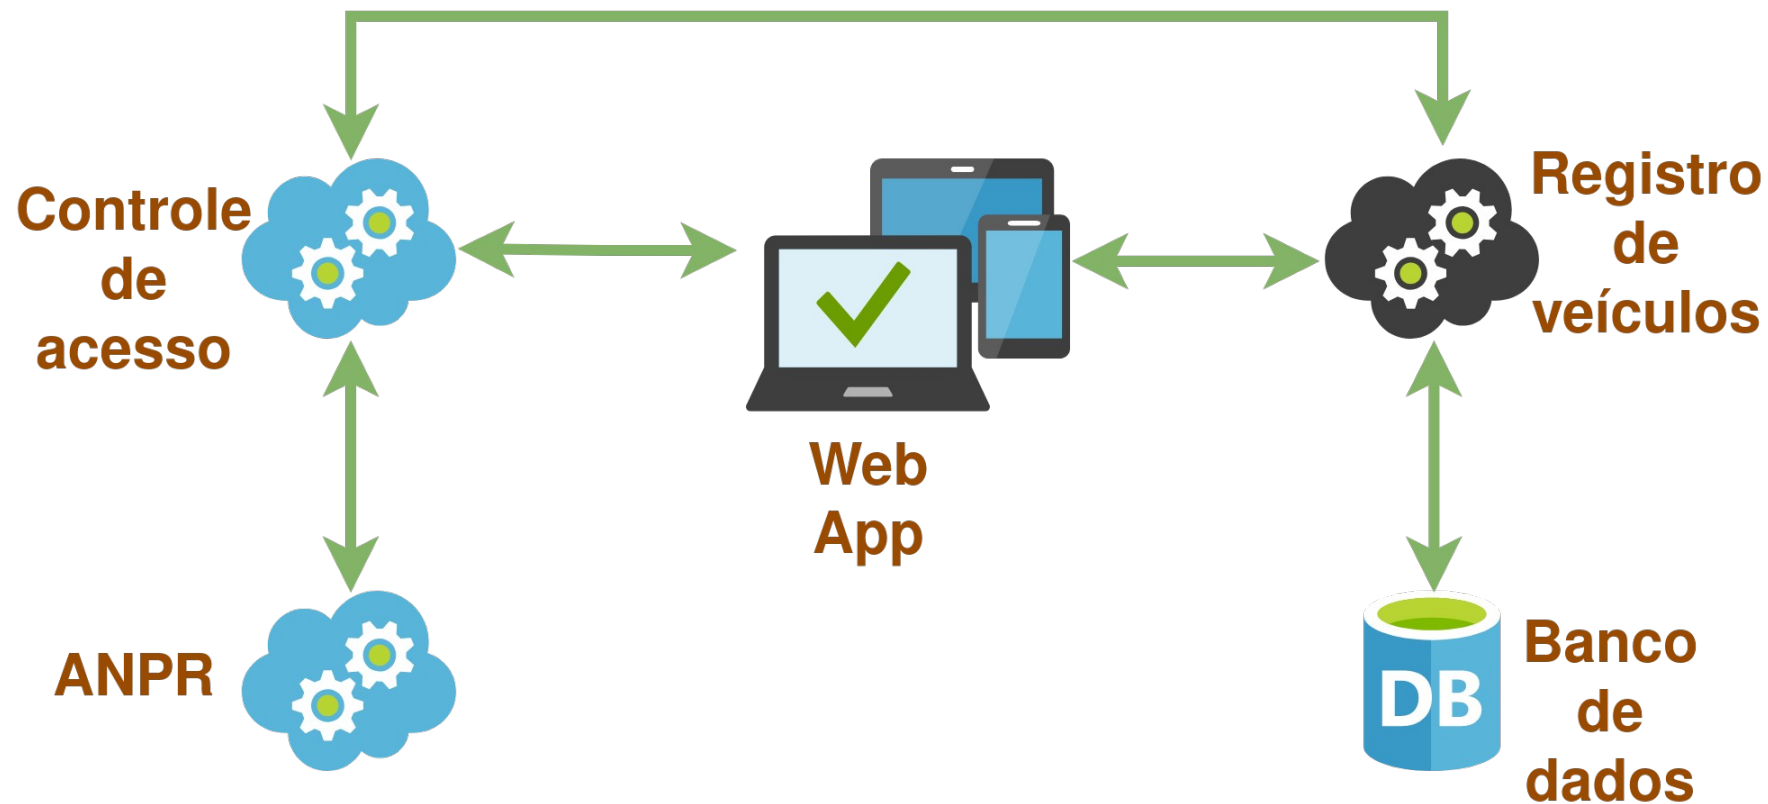 Controle
de
acesso
Web
App
Registro
de
veículos
ANPR
DB
Banco
de
dados